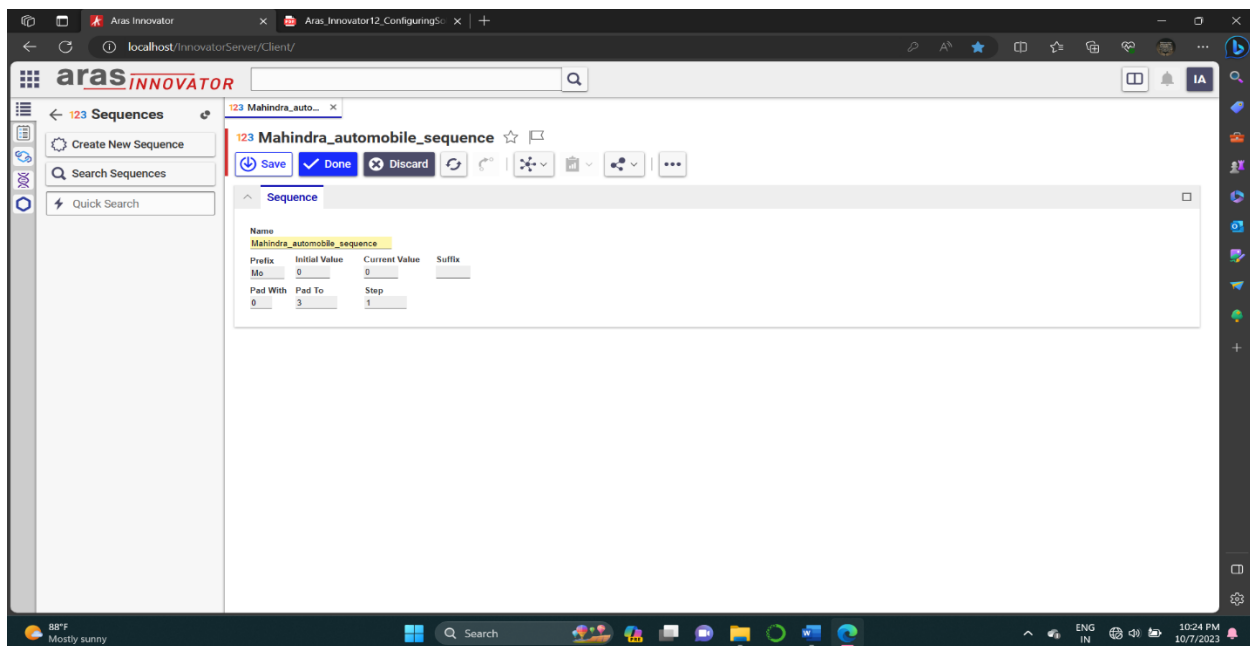 Aras Innovator
Aras_Innovator12_ConfiguringSo
localhost/InnovatorServer/Client/
aras INNOVATOR
IA
123 Sequences
Create New Sequence
Search Sequences
Quick Search
123 Mahindra_auto...
123 Mahindra_automobile_sequence
Save Done Discard
Sequence
Name
Mahindra_automobile_sequence
Prefix Initial Value Current Value Suffix
Mo 0 0
Pad With Pad To Step
0 3 1
88°F
Mostly sunny
Search
ENG
IN
10:24 PM
10/7/2023